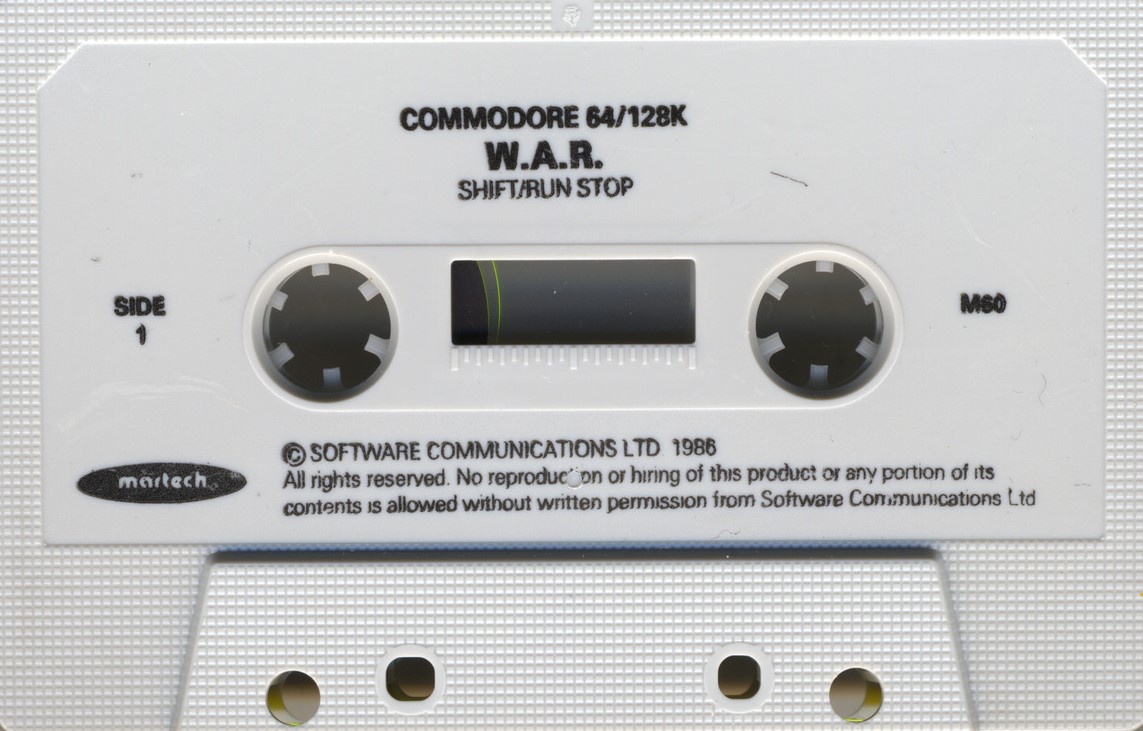 COMMODORE 64/128K
W.A.R.
SHIFT/RUN STOP
SIDE
1
M60
martech
© SOFTWARE COMMUNICATIONS LTD 1986
All rights reserved. No reproduction or hiring of this product or any portion of its
contents is allowed without written permission from Software Communications Ltd